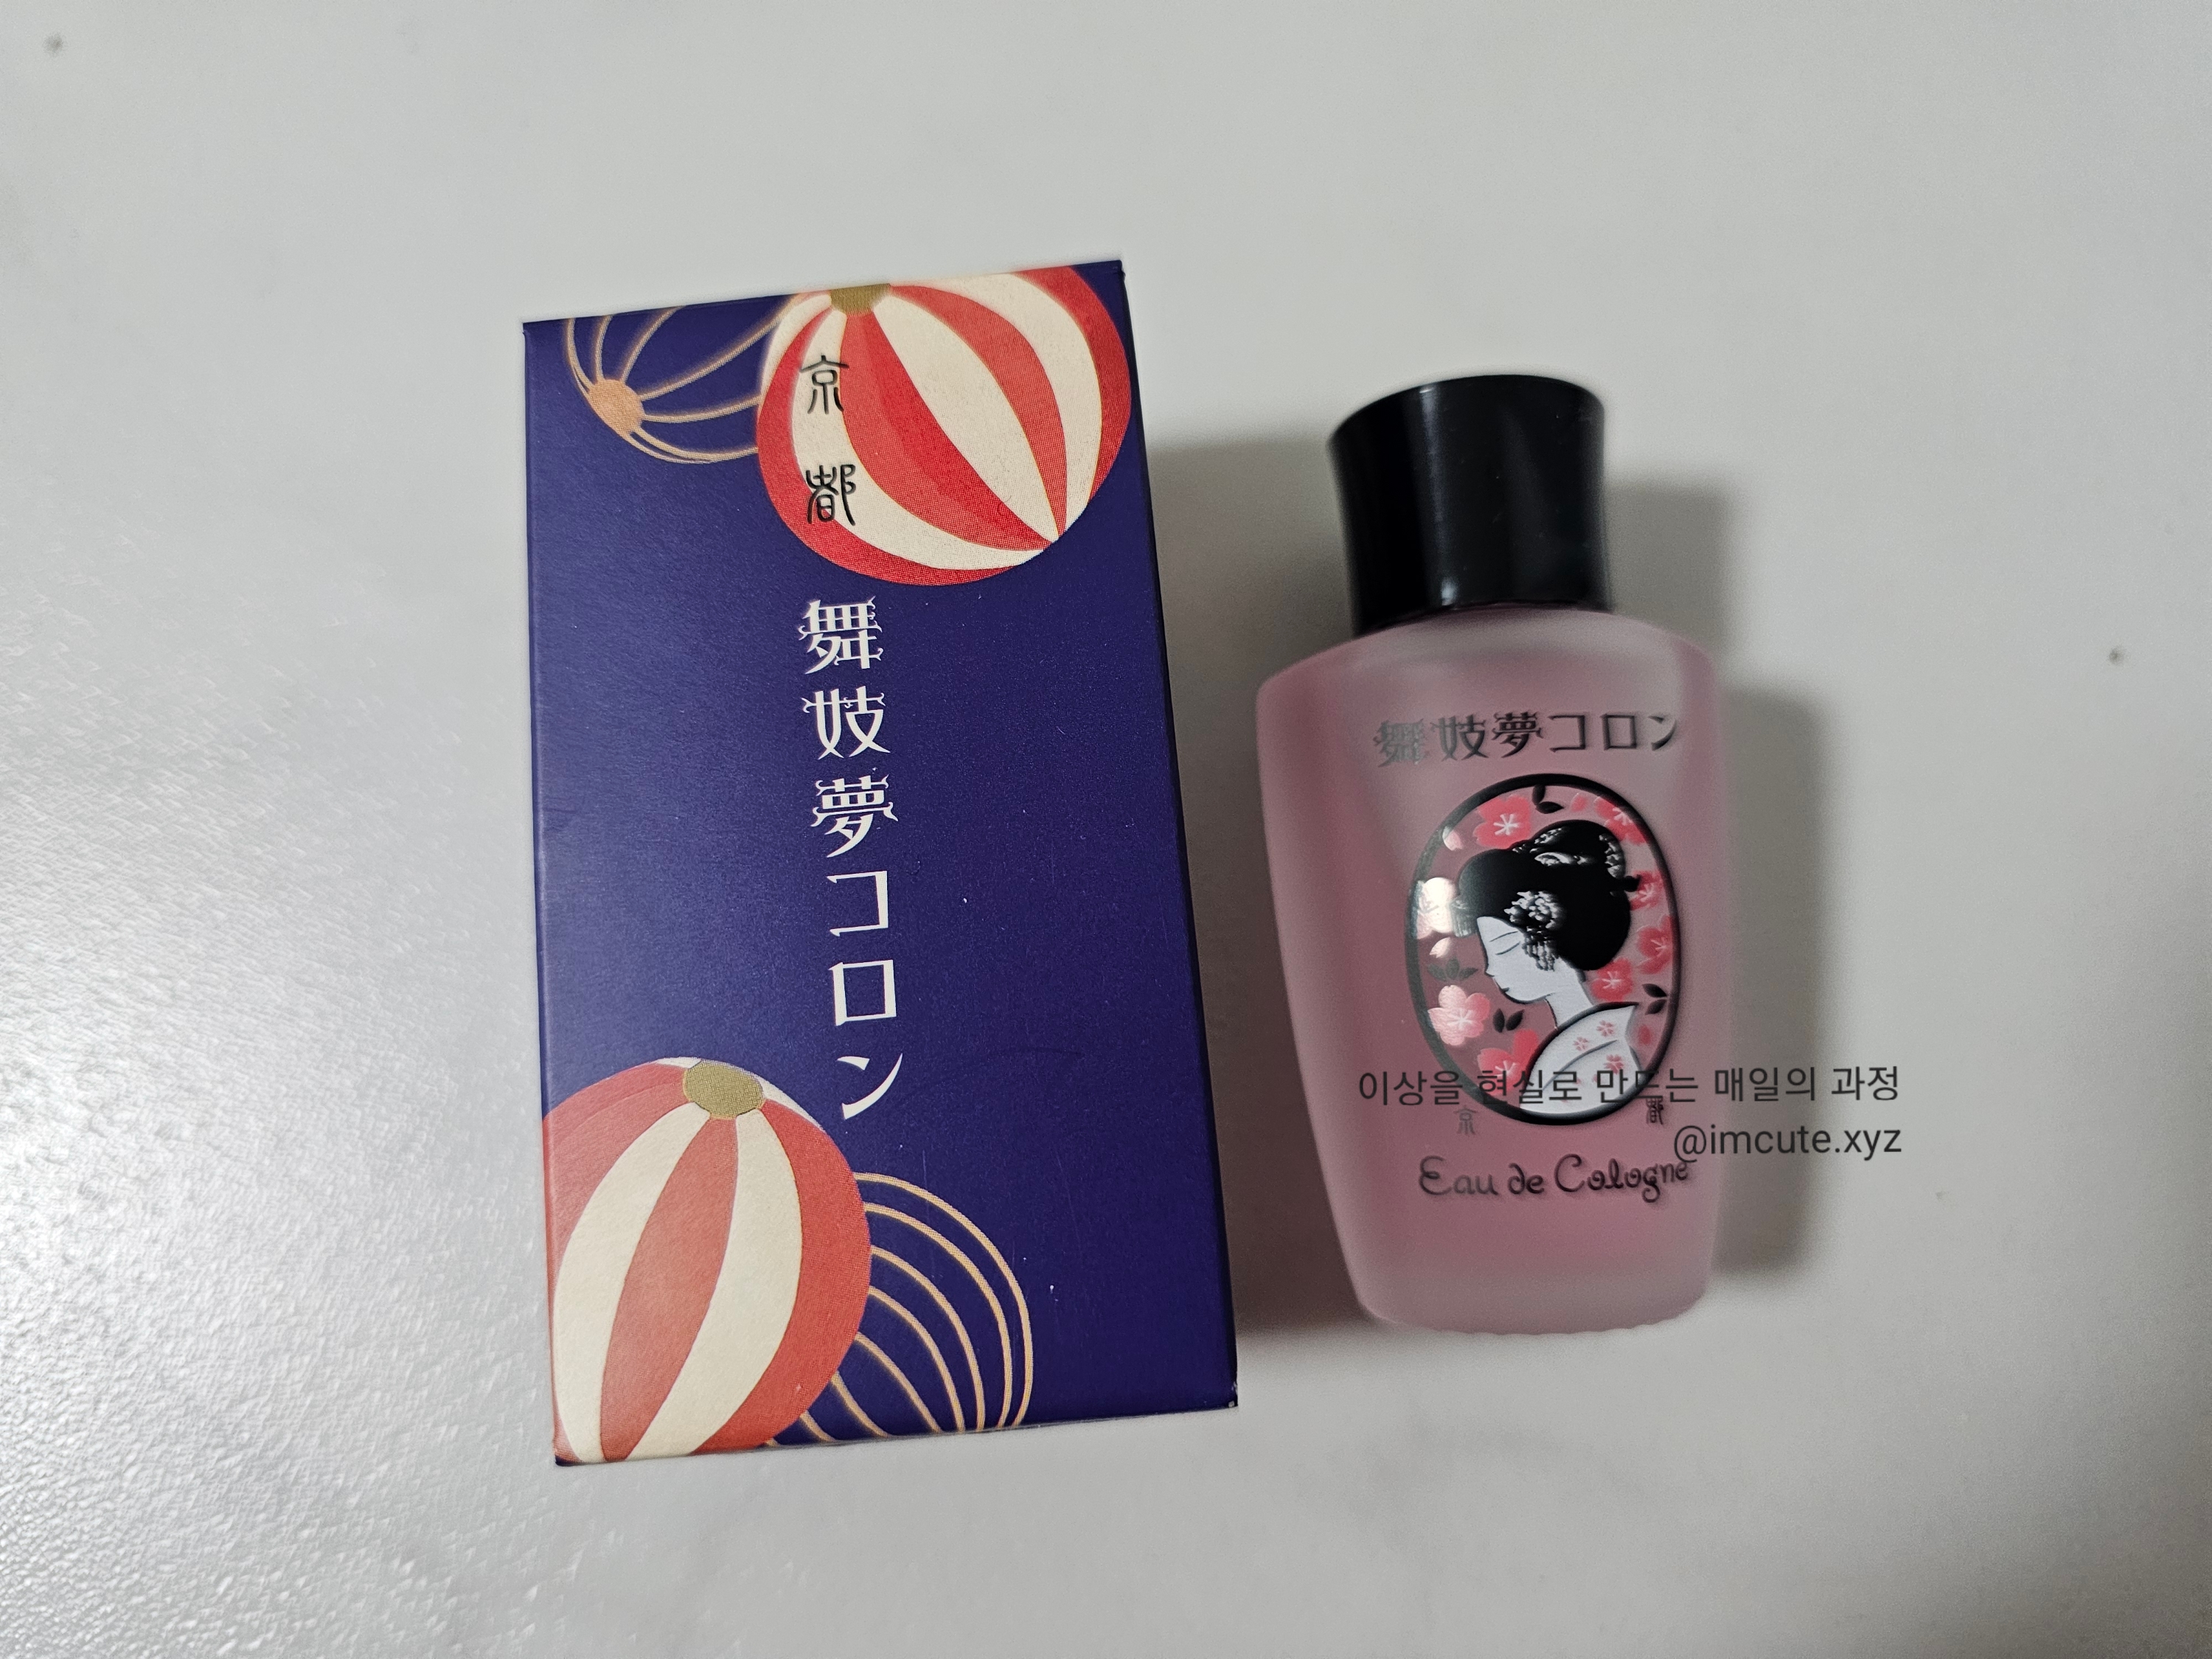 京都
舞妓夢コロン
舞妓夢コロン
京都
Eau de Cologne
이상을 현실로 만드는 매일의 과정
@imcute.xyz